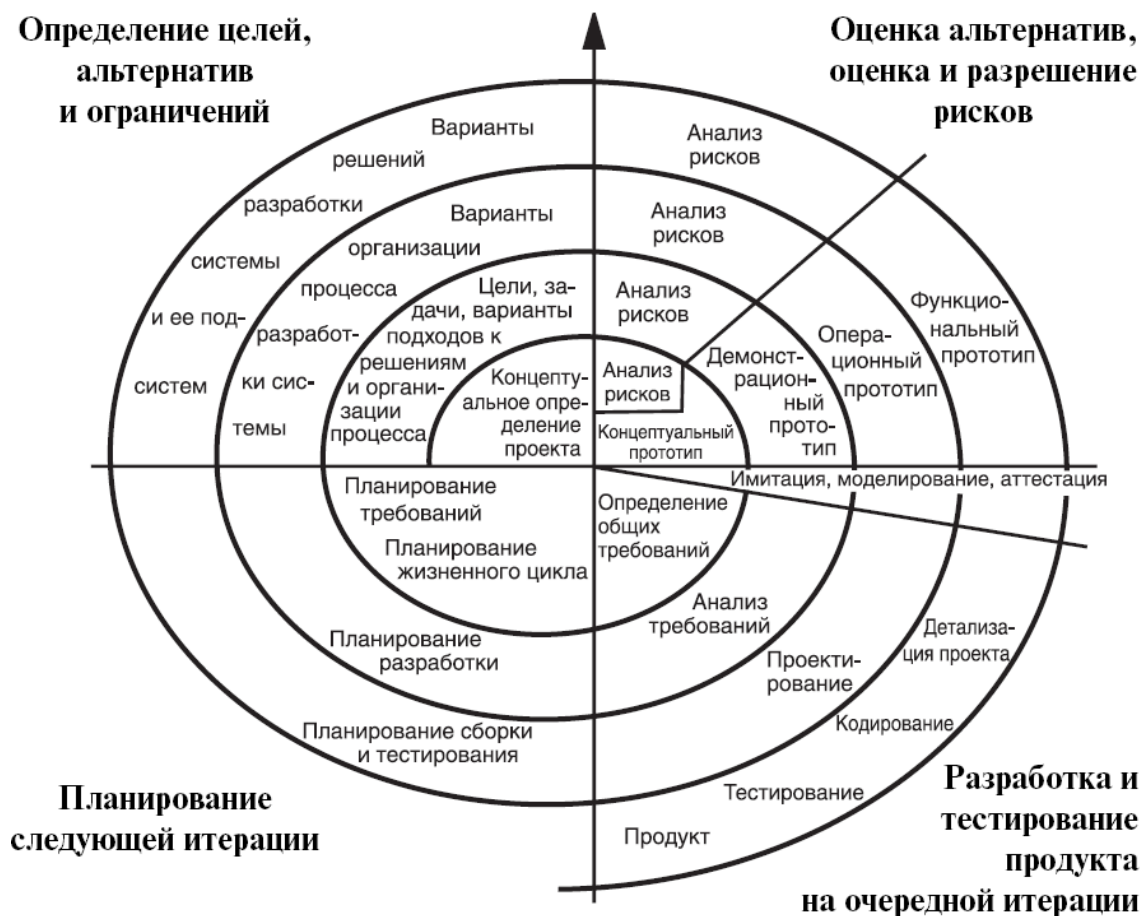 Определение целей,
альтернатив
и ограничений
Оценка альтернатив,
оценка и разрешение
рисков
Варианты
решений
разработки
системы
и ее под-
систем
Варианты
организации
процесса
разработ-
ки сис-
темы
Цели, за-
дачи, варианты
подходов к
решениям
и органи-
зации
процесса
Концепту-
альное опре-
деление
проекта
Анализ
рисков
Анализ
рисков
Анализ
рисков
Анализ
рисков
Концептуальный
прототип
Демонст-
рацион-
ный
прото-
тип
Опера-
ционный
прототип
Функцио-
нальный
прототип
Имитация, моделирование, аттестация
Планирование
требований
Планирование
жизненного цикла
Планирование
разработки
Планирование сборки
и тестирования
Определение
общих
требований
Анализ
требований
Проекти-
рование
Детализа-
ция проекта
Кодирование
Тестирование
Продукт
Планирование
следующей итерации
Разработка и
тестирование
продукта
на очередной итерации